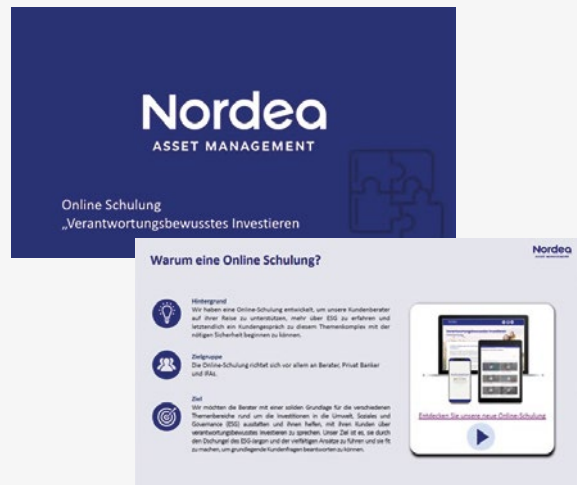 Nordea
ASSET MANAGEMENT
Online Schulung
„Verantwortungsbewusstes Investieren
Warum eine Online Schulung?
Nordea
ASSET MANAGEMENT
Hintergrund
Wir haben eine Online-Schulung entwickelt, um unsere Kundenberater
auf ihrer Reise zu unterstützen, mehr über ESG zu erfahren und
letztendlich ein Kundengespräch zu diesem Themenkomplex mit der
nötigen Sicherheit beginnen zu können.
Zielgruppe
Die Online-Schulung richtet sich vor allem an Berater, Privat Banker
und IFAs.
Ziel
Wir möchten die Berater mit einer soliden Grundlage für die verschiedenen
Themenbereiche rund um die Investitionen in die Umwelt, Soziales und
Governance (ESG) ausstatten und ihnen helfen, mit ihren Kunden über
verantwortungsbewusstes Investieren zu sprechen. Unser Ziel ist es, sie durch
den Dschungel des ESG-Jargon und der vielfältigen Ansätze zu führen und sie fit
zu machen, um grundlegende Kundenfragen beantworten zu können.
Entdecken Sie unsere neue Online-Schulung